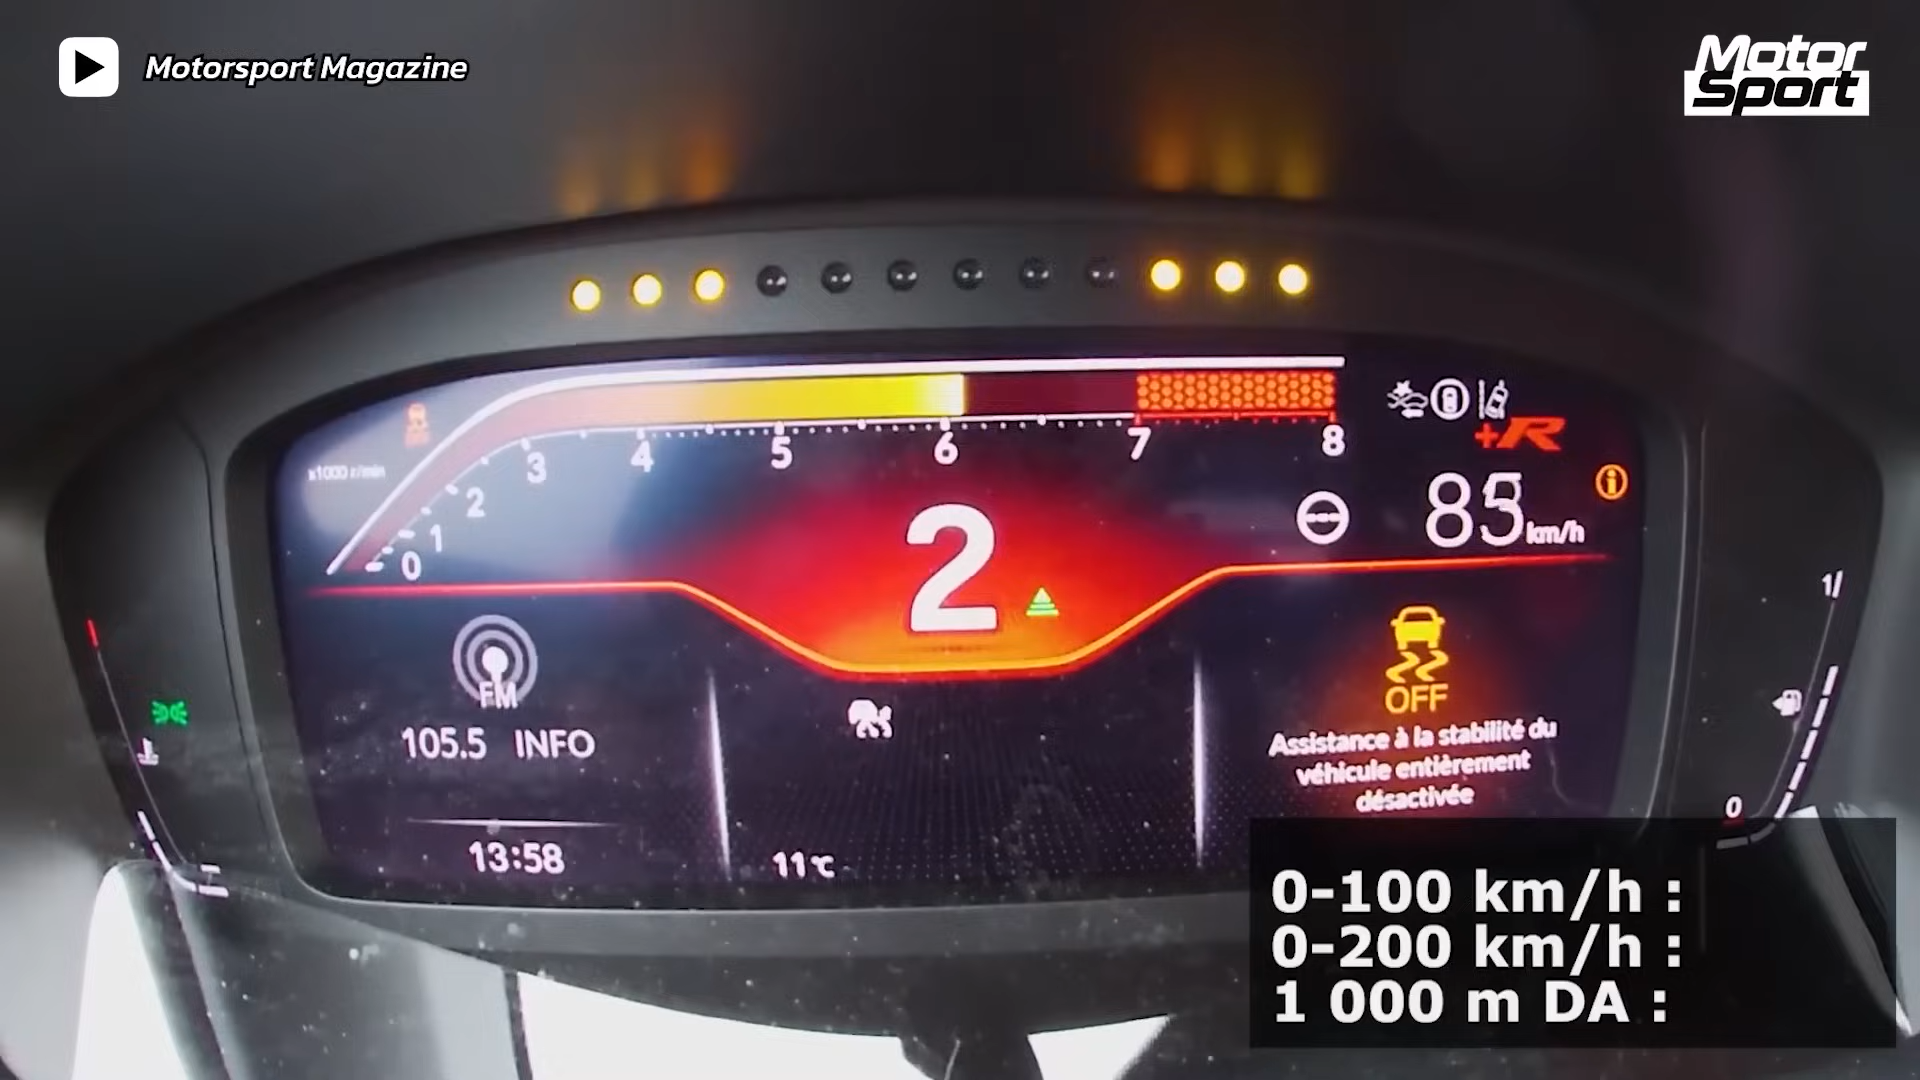 Motorsport Magazine
Motor
Sport
x1000 r/min
0
1
2
3
4
5
6
7
8
+R
85 km/h
2
FM
105.5 INFO
13:58
11°C
OFF
Assistance à la stabilité du
véhicule entièrement
désactivée
1/
0
0-100 km/h :
0-200 km/h :
1 000 m DA :